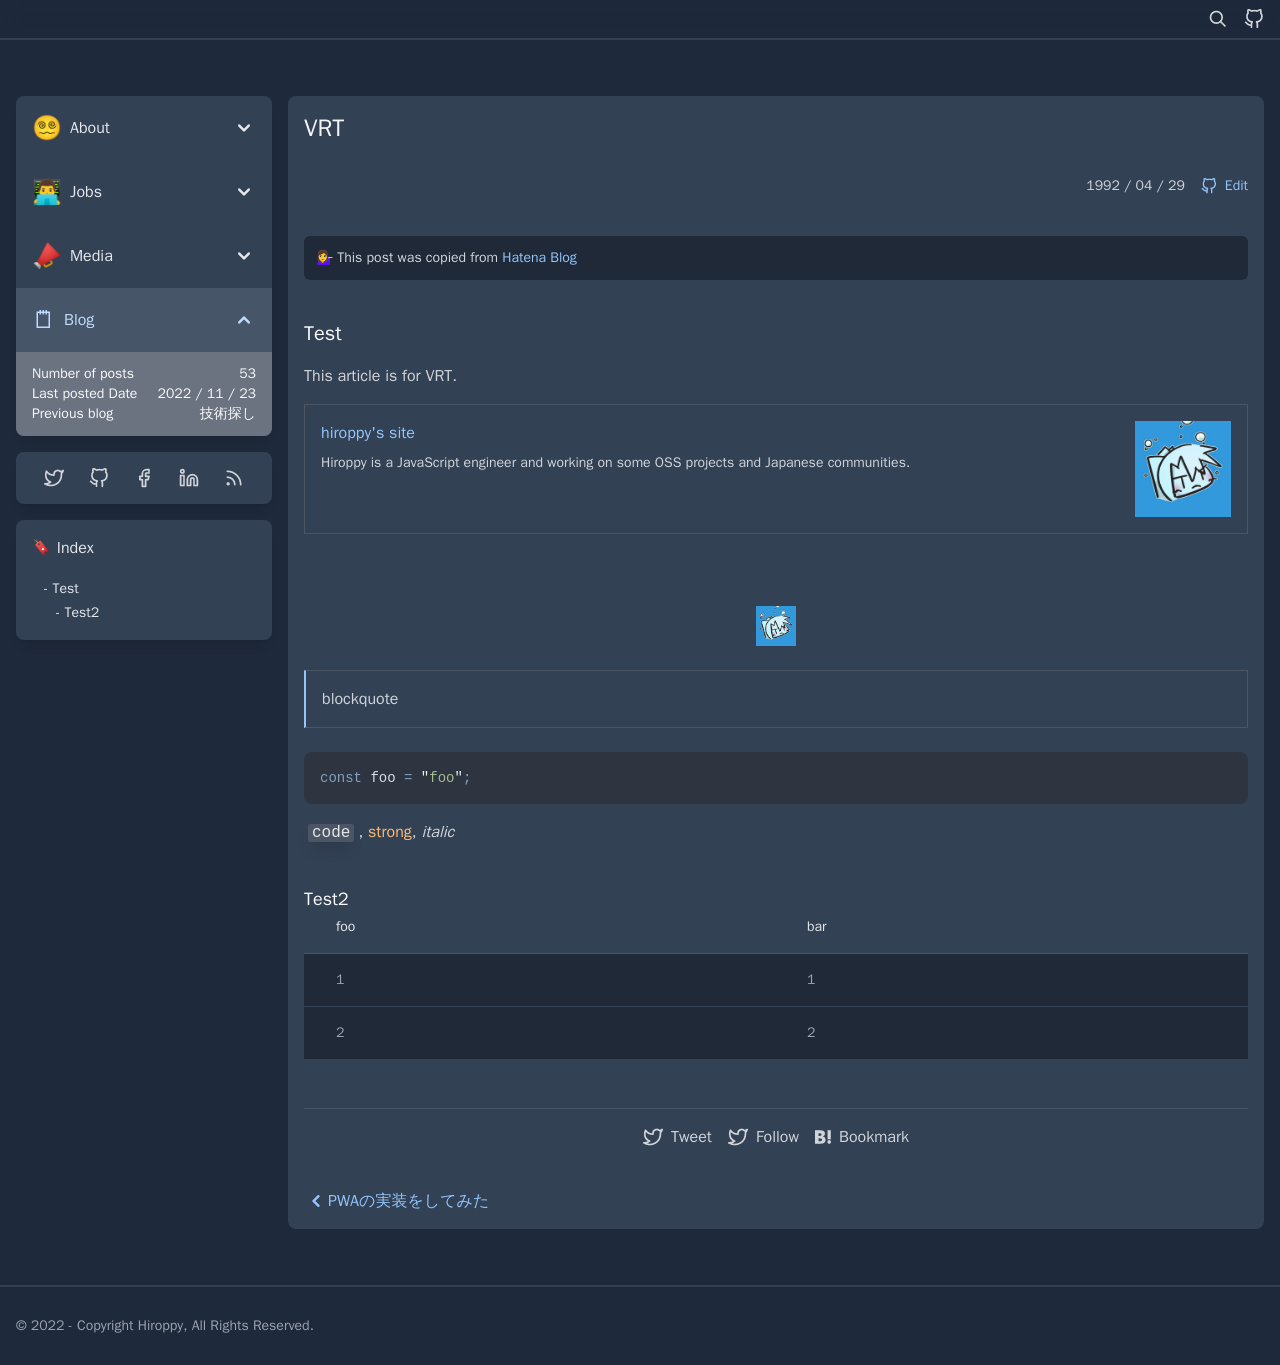 About
Jobs
Media
Blog
Number of posts 53
Last posted Date 2022 / 11 / 23
Previous blog 技術探し
Index
- Test
- Test2
VRT
1992 / 04 / 29 Edit
This post was copied from Hatena Blog
Test
This article is for VRT.
hiroppy's site
Hiroppy is a JavaScript engineer and working on some OSS projects and Japanese communities.
blockquote
const foo = "foo";
code , strong, italic
Test2
foo bar
1 1
2 2
Tweet Follow B! Bookmark
PWAの実装をしてみた
© 2022 - Copyright Hiroppy, All Rights Reserved.